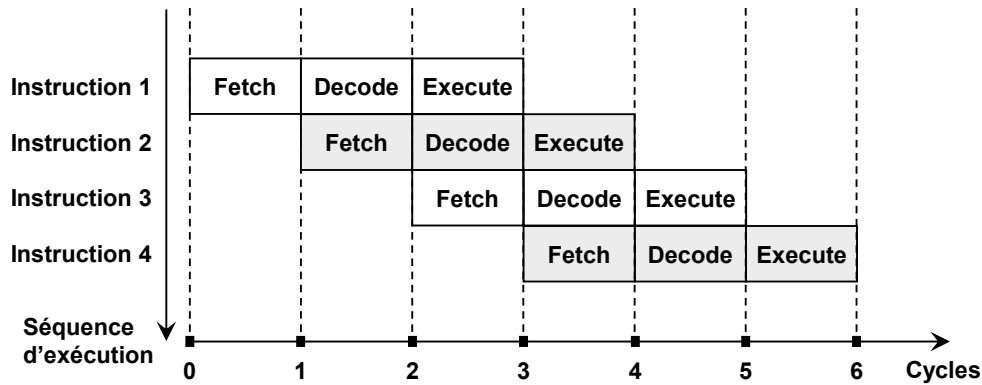 Instruction 1 Fetch Decode Execute
Instruction 2 Fetch Decode Execute
Instruction 3 Fetch Decode Execute
Instruction 4 Fetch Decode Execute
Séquence
d’exécution
0 1 2 3 4 5 6 Cycles